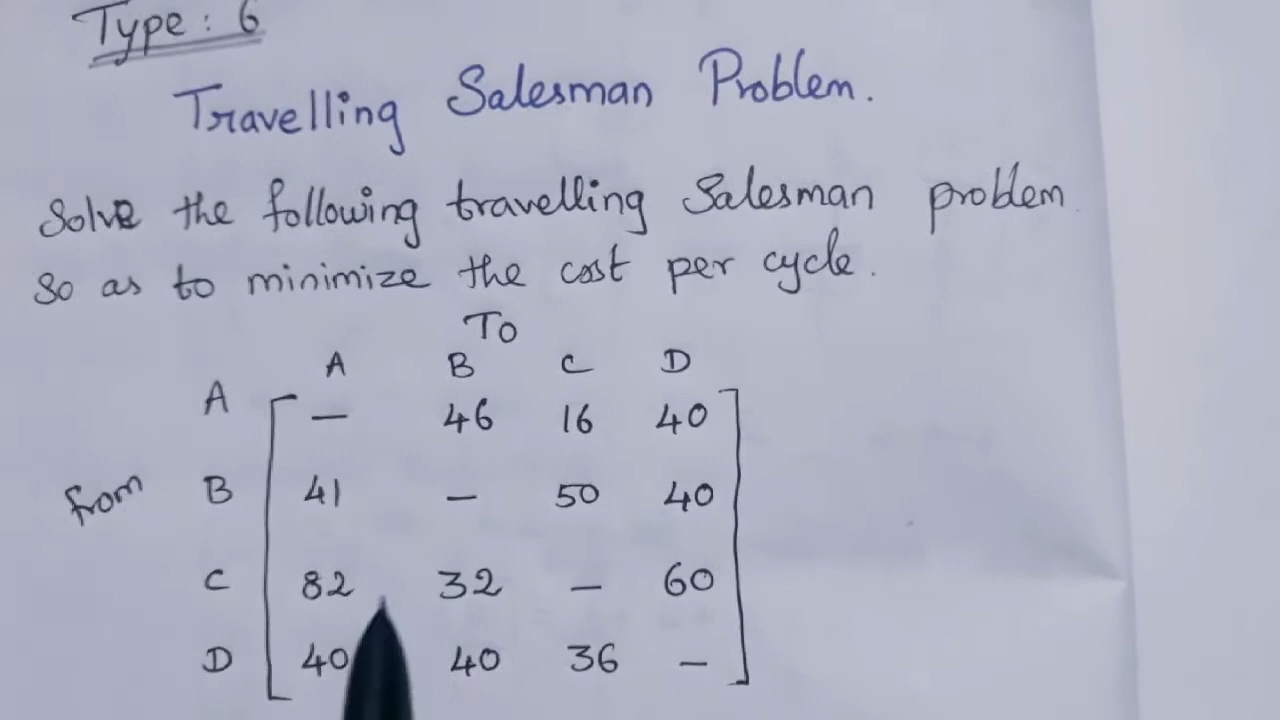 Type : 6
Travelling Salesman Problem.
Solve the following travelling Salesman problem
so as to minimize the cost per cycle.
To
A B C D
A — 46 16 40
from B 41 — 50 40
C 82 32 — 60
D 40 40 36 —